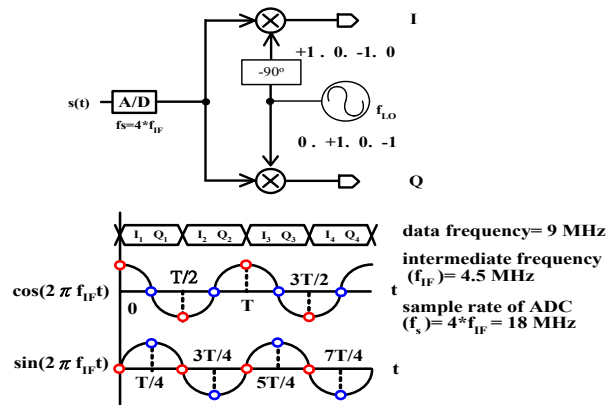 I
+1 . 0. -1. 0
-90°
s(t)
A/D
fs=4*f_IF
f_LO
0 . +1. 0. -1
Q
I₁ Q₁ I₂ Q₂ I₃ Q₃ I₄ Q₄
data frequency= 9 MHz
cos(2 π f_IF t)
0
T/2
T
3T/2
t
intermediate frequency
(f_IF)= 4.5 MHz
sample rate of ADC
(f_s)= 4*f_IF = 18 MHz
sin(2 π f_IF t)
T/4
3T/4
5T/4
7T/4
t